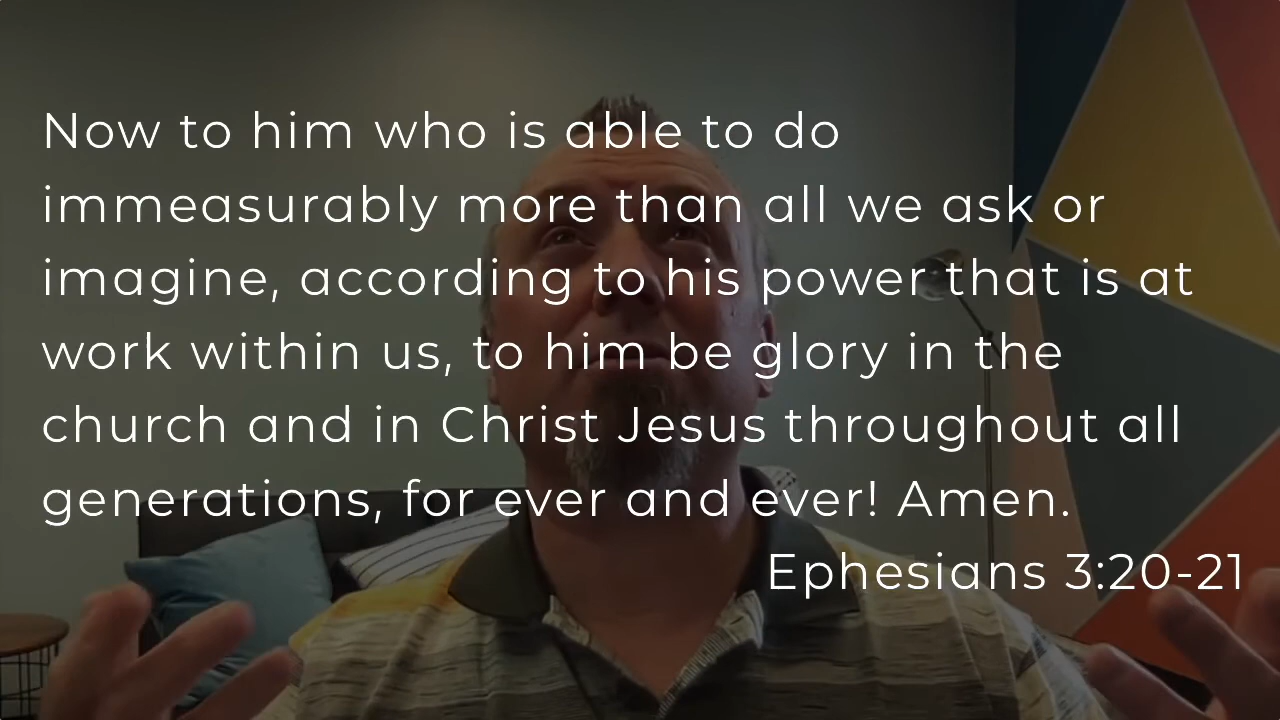 Now to him who is able to do
immeasurably more than all we ask or
imagine, according to his power that is at
work within us, to him be glory in the
church and in Christ Jesus throughout all
generations, for ever and ever! Amen.
Ephesians 3:20-21